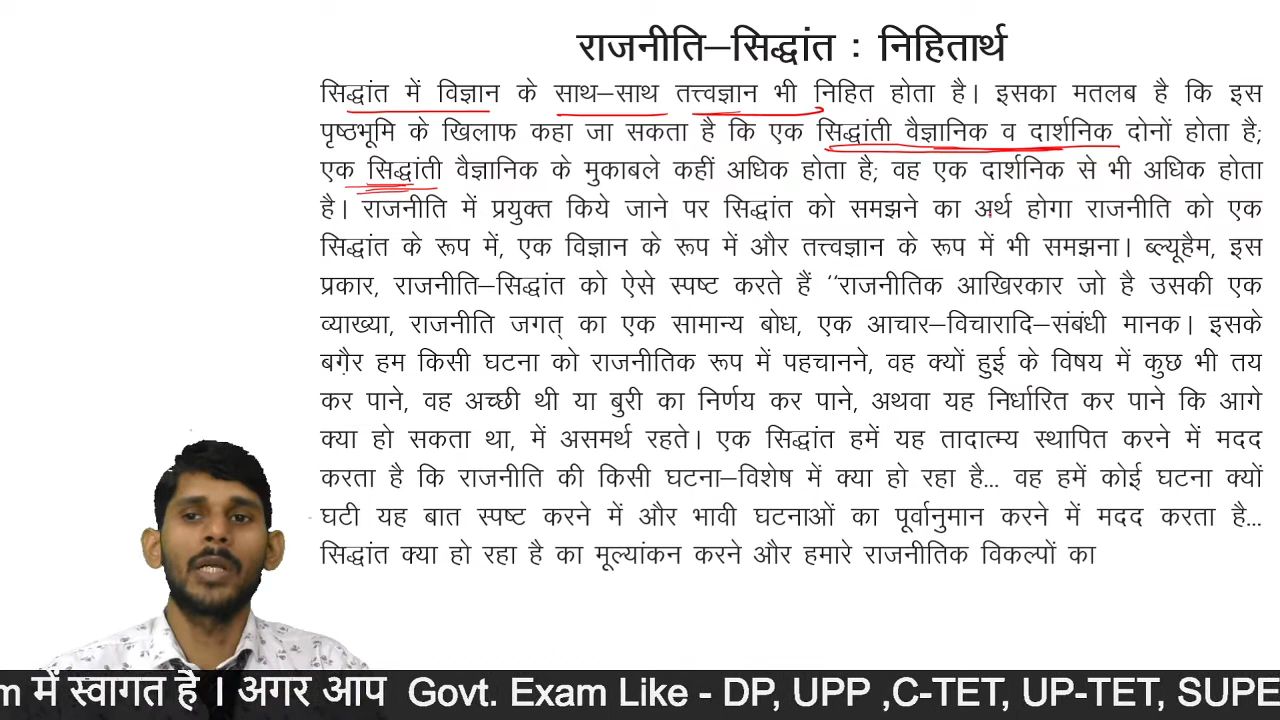 राजनीति–सिद्धांत : निहितार्थ
सिद्धांत में विज्ञान के साथ–साथ तत्त्वज्ञान भी निहित होता है। इसका मतलब है कि इस
पृष्ठभूमि के खिलाफ कहा जा सकता है कि एक सिद्धांती वैज्ञानिक व दार्शनिक दोनों होता है;
एक सिद्धांती वैज्ञानिक के मुकाबले कहीं अधिक होता है; वह एक दार्शनिक से भी अधिक होता
है। राजनीति में प्रयुक्त किये जाने पर सिद्धांत को समझने का अर्थ होगा राजनीति को एक
सिद्धांत के रूप में, एक विज्ञान के रूप में और तत्त्वज्ञान के रूप में भी समझना। ब्ल्यूहैम, इस
प्रकार, राजनीति–सिद्धांत को ऐसे स्पष्ट करते हैं ''राजनीतिक आखिरकार जो है उसकी एक
व्याख्या, राजनीति जगत् का एक सामान्य बोध, एक आचार–विचारादि–संबंधी मानक। इसके
बग़ैर हम किसी घटना को राजनीतिक रूप में पहचानने, वह क्यों हुई के विषय में कुछ भी तय
कर पाने, वह अच्छी थी या बुरी का निर्णय कर पाने, अथवा यह निर्धारित कर पाने कि आगे
क्या हो सकता था, में असमर्थ रहते। एक सिद्धांत हमें यह तादात्म्य स्थापित करने में मदद
करता है कि राजनीति की किसी घटना–विशेष में क्या हो रहा है... वह हमें कोई घटना क्यों
घटी यह बात स्पष्ट करने में और भावी घटनाओं का पूर्वानुमान करने में मदद करता है...
सिद्धांत क्या हो रहा है का मूल्यांकन करने और हमारे राजनीतिक विकल्पों का
m में स्वागत है । अगर आप Govt. Exam Like - DP, UPP ,C-TET, UP-TET, SUPE